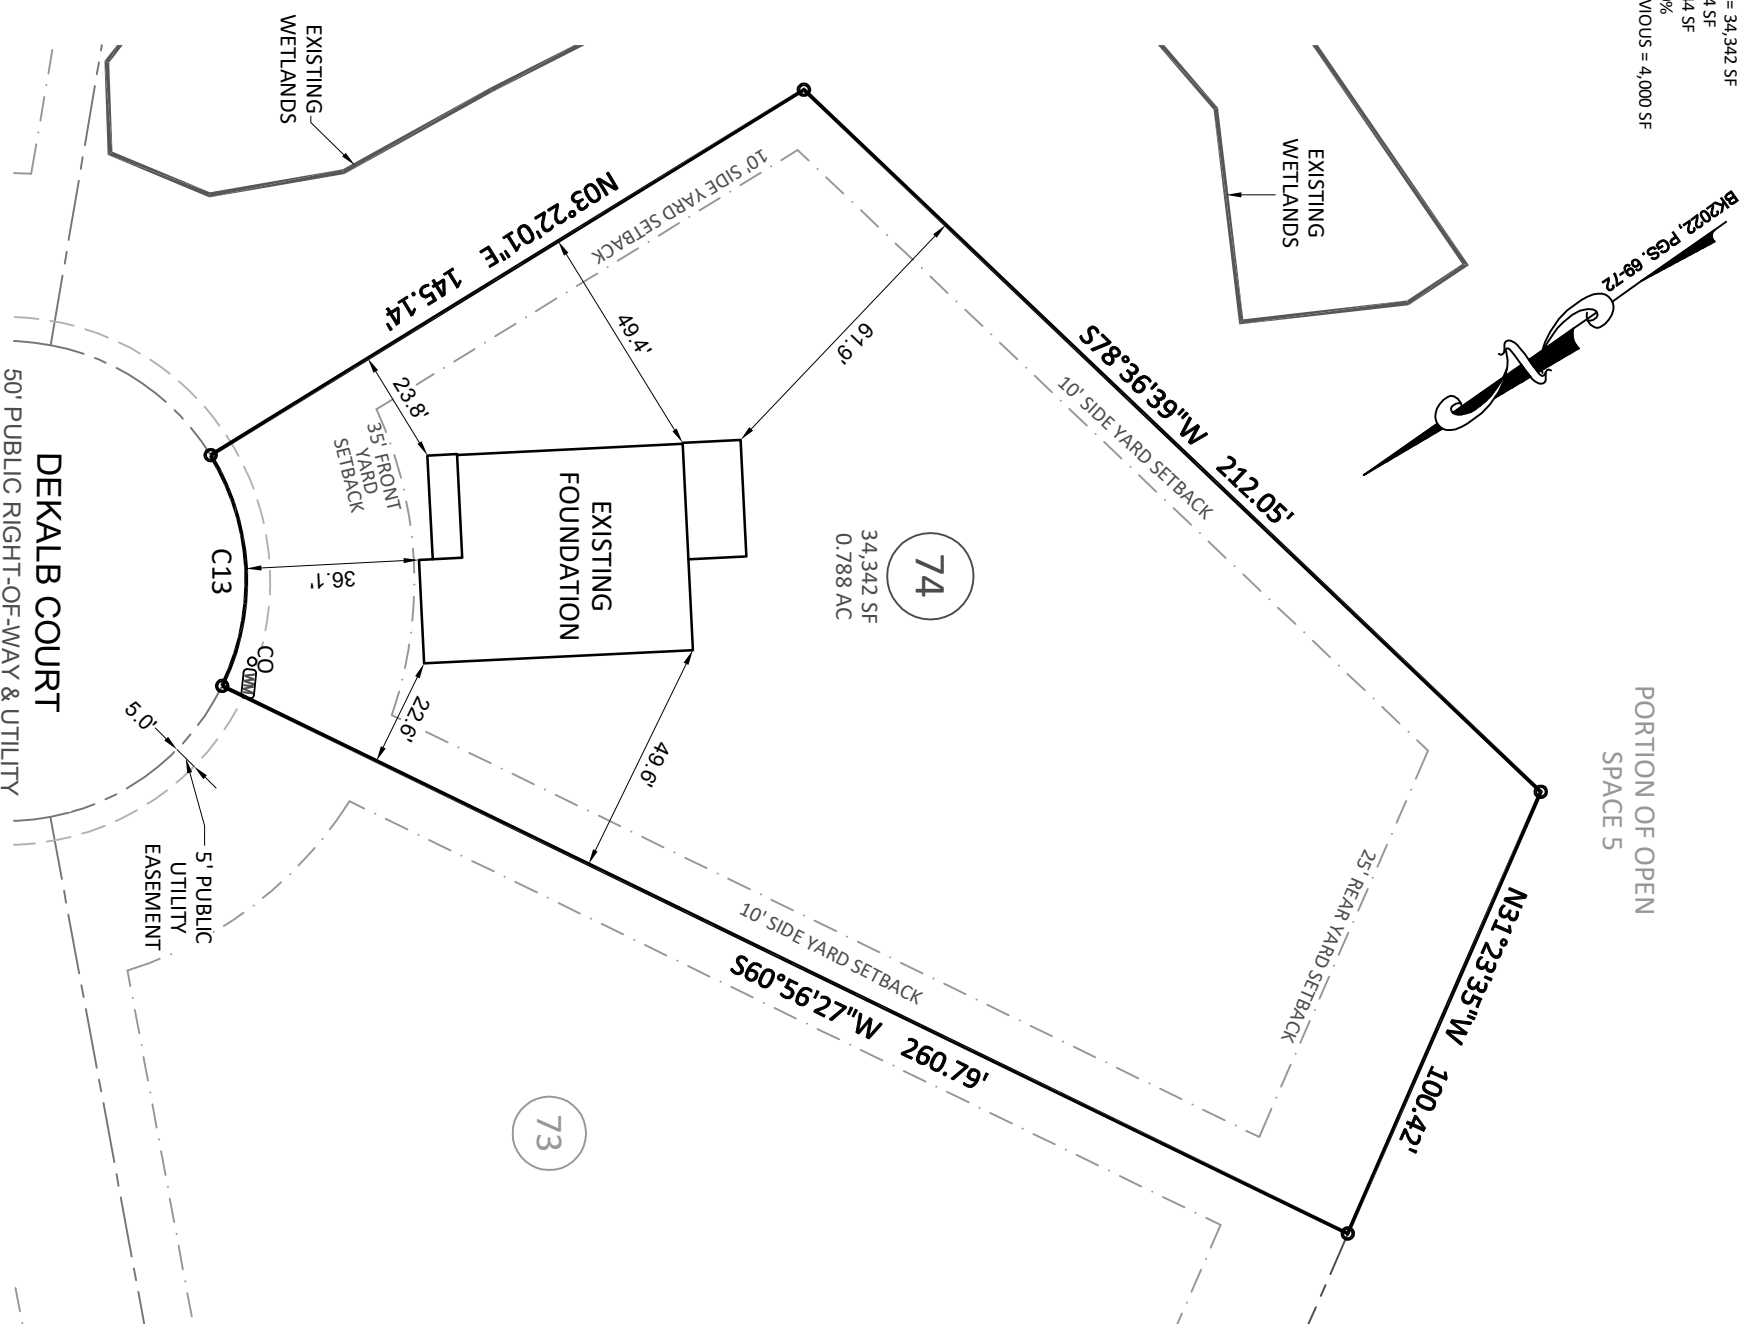 = 34,342 SF
4 SF
44 SF
%
VIOUS = 4,000 SF
BK2022, PGS. 69-72
EXISTING
WETLANDS
EXISTING
WETLANDS
N03°22'01"E 145.14'
10' SIDE YARD SETBACK
S78°36'39"W 212.05'
10' SIDE YARD SETBACK
61.9'
49.4'
23.8'
35' FRONT
YARD
SETBACK
EXISTING
FOUNDATION
74
34,342 SF
0.788 AC
PORTION OF OPEN
SPACE 5
N31°23'35"W 100.42'
25' REAR YARD SETBACK
36.1'
C13
CO
WM
22.6'
49.6'
10' SIDE YARD SETBACK
S60°56'27"W 260.79'
5.0'
5' PUBLIC
UTILITY
EASEMENT
DEKALB COURT
50' PUBLIC RIGHT-OF-WAY & UTILITY
73